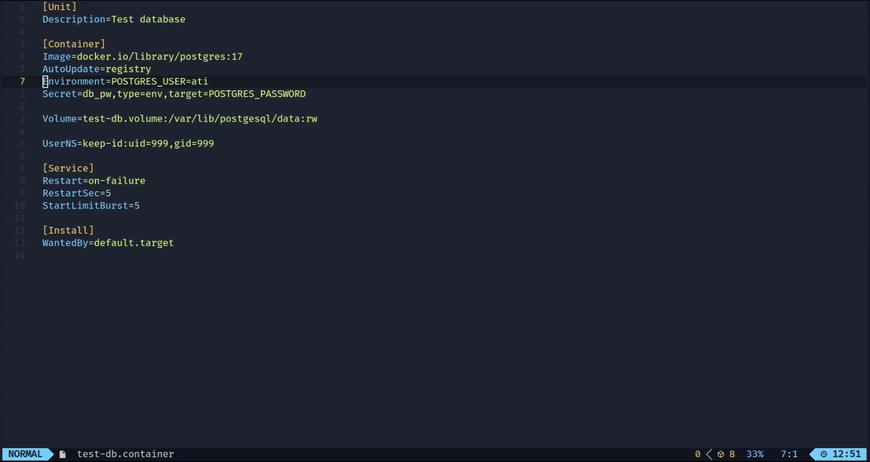 6 [Unit]
5 Description=Test database
4
3 [Container]
2 Image=docker.io/library/postgres:17
1 AutoUpdate=registry
7 Environment=POSTGRES_USER=ati
1 Secret=db_pw,type=env,target=POSTGRES_PASSWORD
2
3 Volume=test-db.volume:/var/lib/postgesql/data:rw
4
5 UserNS=keep-id:uid=999,gid=999
6
7 [Service]
8 Restart=on-failure
9 RestartSec=5
10 StartLimitBurst=5
11
12 [Install]
13 WantedBy=default.target
14
NORMAL test-db.container 0 8 33% 7:1 12:51